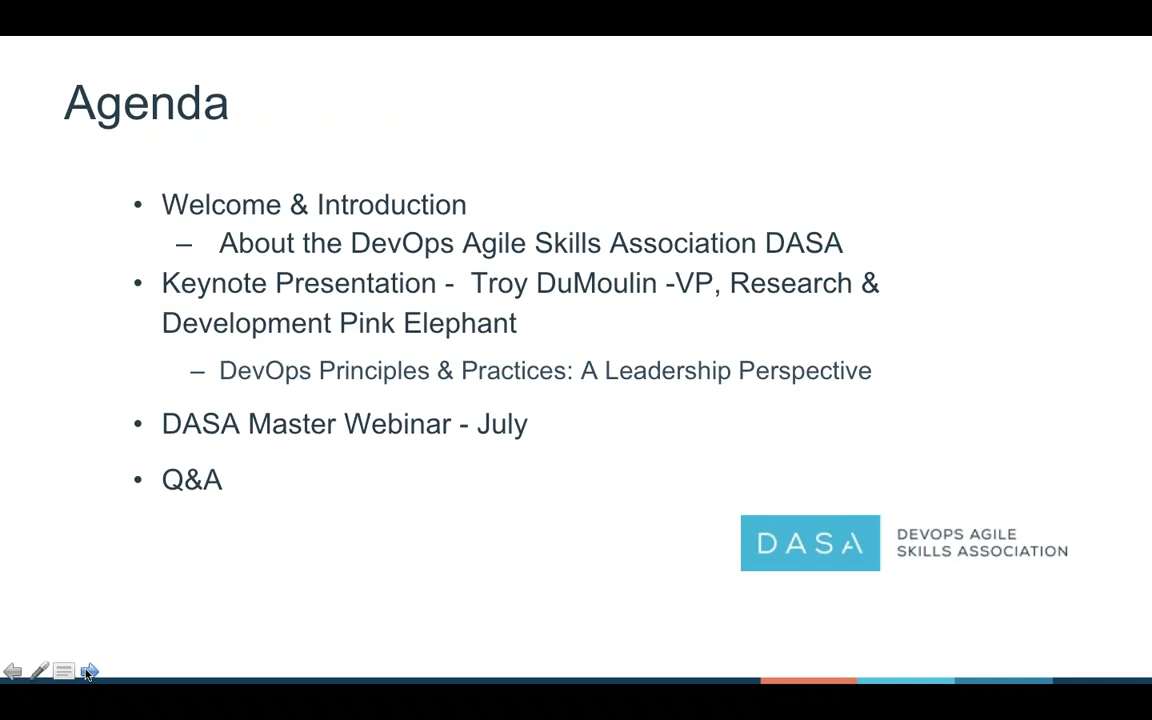 Agenda
• Welcome & Introduction
– About the DevOps Agile Skills Association DASA
• Keynote Presentation - Troy DuMoulin -VP, Research &
Development Pink Elephant
– DevOps Principles & Practices: A Leadership Perspective
• DASA Master Webinar - July
• Q&A
DASA
DEVOPS AGILE
SKILLS ASSOCIATION